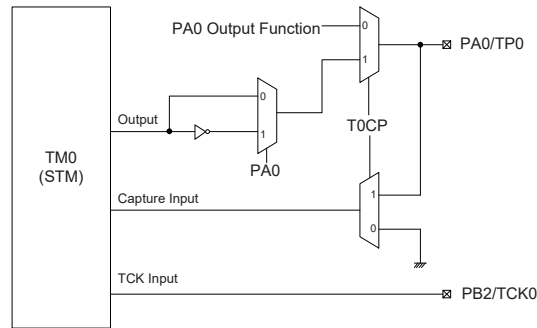 PA0 Output Function
0
1
PA0/TP0
Output
0
1
T0CP
PA0
TM0
(STM)
Capture Input
1
0
TCK Input
PB2/TCK0